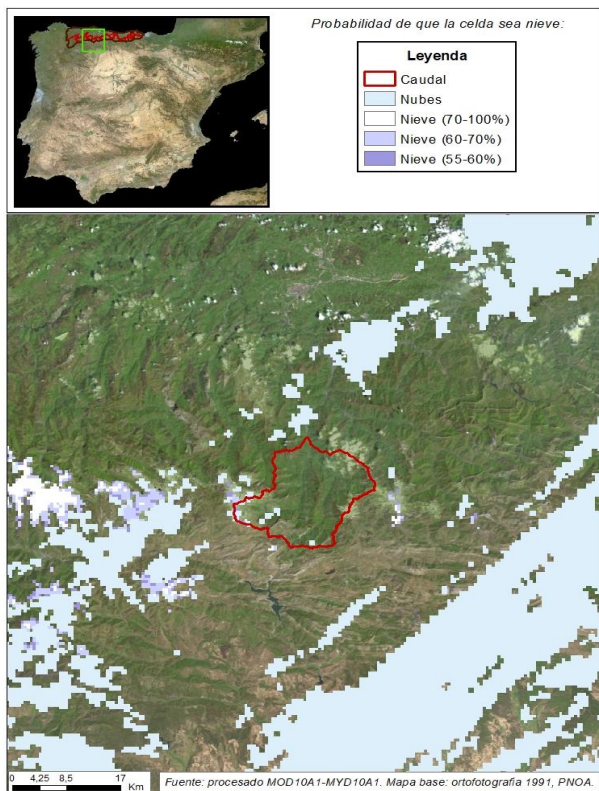 Probabilidad de que la celda sea nieve:
Leyenda
Caudal
Nubes
Nieve (70-100%)
Nieve (60-70%)
Nieve (55-60%)
0 4,25 8,5 17
Km
Fuente: procesado MOD10A1-MYD10A1. Mapa base: ortofotografia 1991, PNOA.